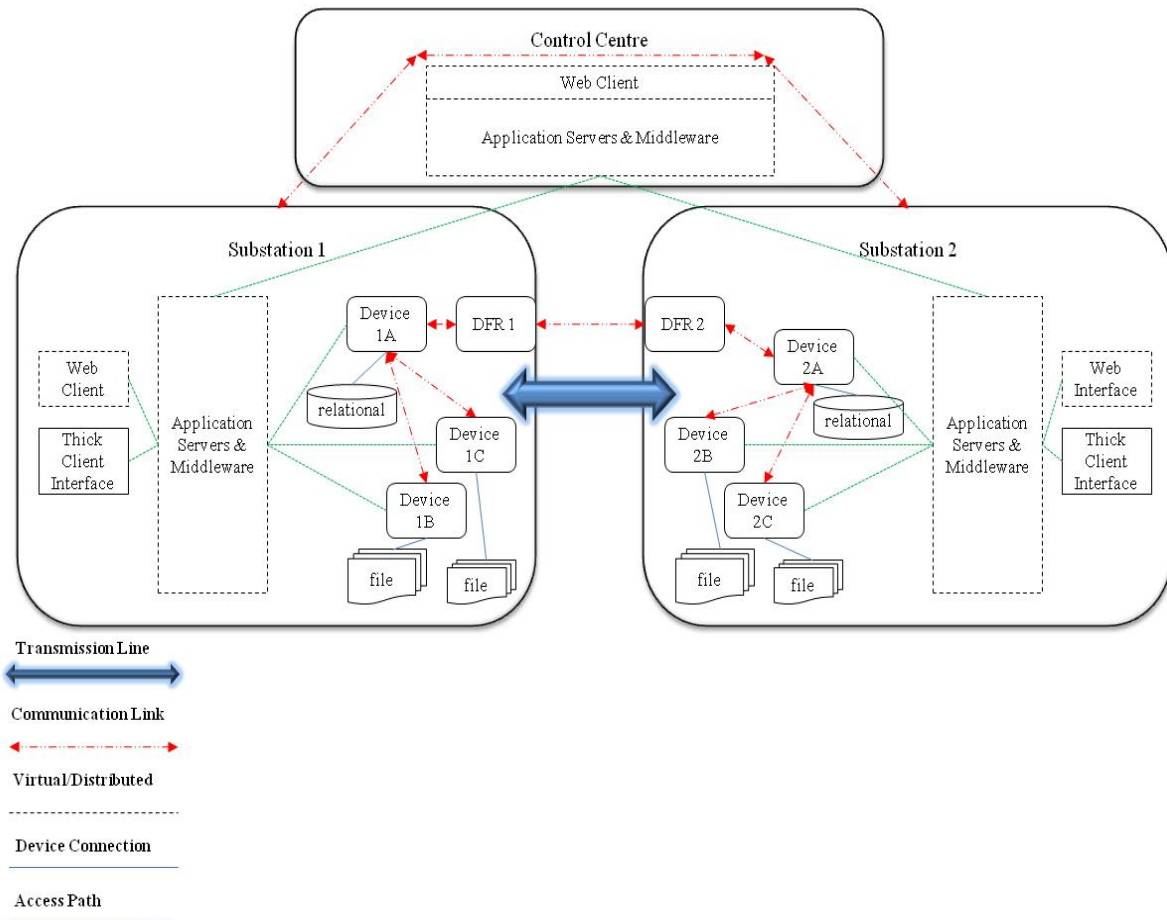 Control Centre
Web Client
Application Servers & Middleware
Substation 1
Web
Client
Thick
Client
Interface
Application
Servers &
Middleware
Device
1A
DFR 1
relational
Device
1C
Device
1B
file
file
Substation 2
DFR 2
Device
2A
relational
Device
2B
Device
2C
file
file
Application
Servers &
Middleware
Web
Interface
Thick
Client
Interface
Transmission Line
Communication Link
Virtual/Distributed
Device Connection
Access Path